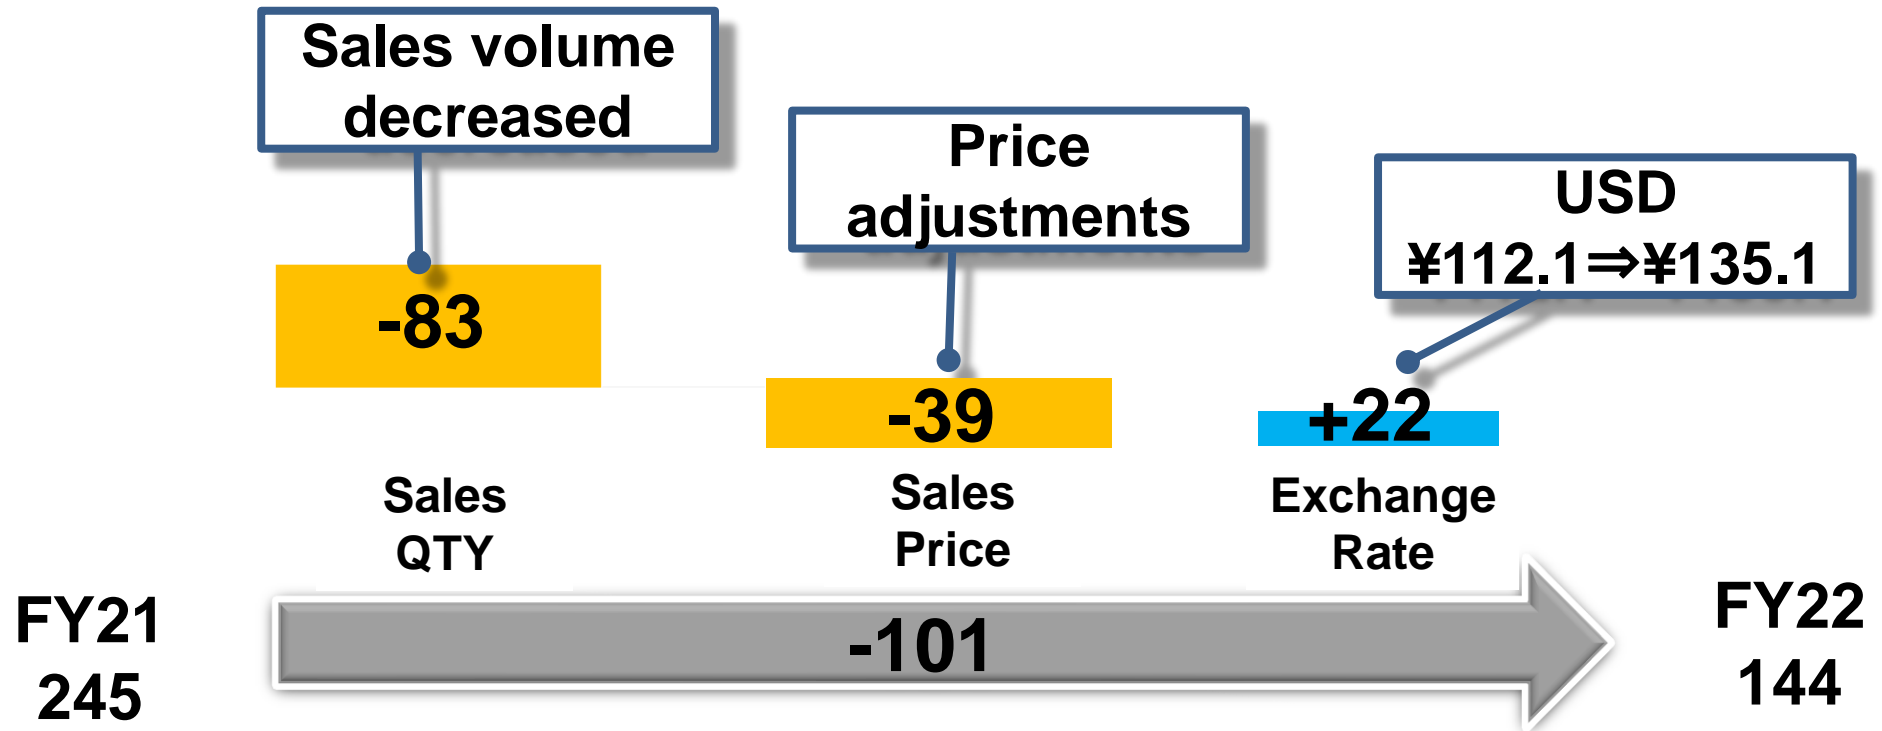 Sales volume
decreased
Price
adjustments
USD
¥112.1⇒¥135.1
-83
-39
+22
Sales
QTY
Sales
Price
Exchange
Rate
FY21
245
-101
FY22
144